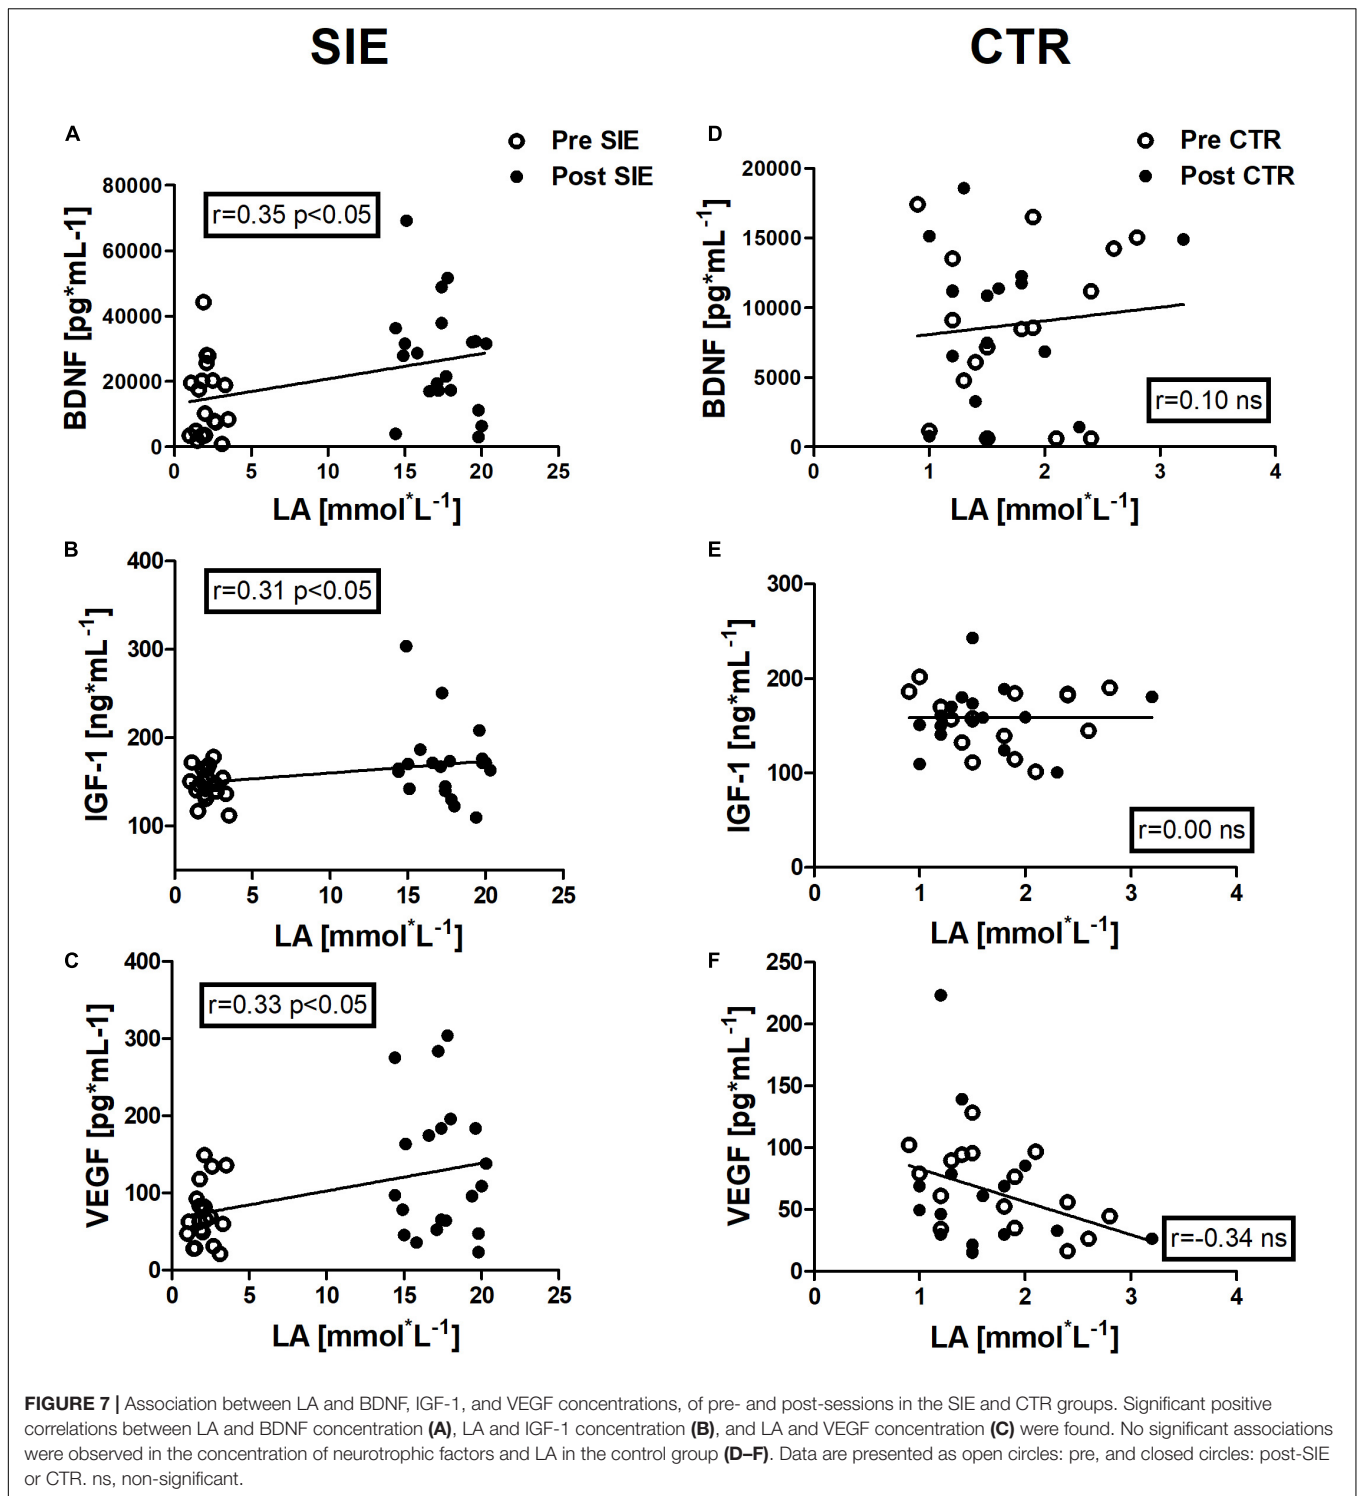 SIE
CTR
A
Pre SIE
Post SIE
80000
60000
40000
20000
0
r=0.35 p<0.05
BDNF [pg*mL-1]
0 5 10 15 20 25
LA [mmol*L-1]
D
Pre CTR
Post CTR
20000
15000
10000
5000
0
r=0.10 ns
BDNF [pg*mL-1]
0 1 2 3 4
LA [mmol*L-1]
B
400
300
200
100
r=0.31 p<0.05
IGF-1 [ng*mL-1]
0 5 10 15 20 25
LA [mmol*L-1]
E
300
200
100
0
r=0.00 ns
IGF-1 [ng*mL-1]
0 1 2 3 4
LA [mmol*L-1]
C
400
300
200
100
0
r=0.33 p<0.05
VEGF [pg*mL-1]
0 5 10 15 20 25
LA [mmol*L-1]
F
250
200
150
100
50
0
r=-0.34 ns
VEGF [pg*mL-1]
0 1 2 3 4
LA [mmol*L-1]
FIGURE 7 | Association between LA and BDNF, IGF-1, and VEGF concentrations, of pre- and post-sessions in the SIE and CTR groups. Significant positive
correlations between LA and BDNF concentration (A), LA and IGF-1 concentration (B), and LA and VEGF concentration (C) were found. No significant associations
were observed in the concentration of neurotrophic factors and LA in the control group (D–F). Data are presented as open circles: pre, and closed circles: post-SIE
or CTR. ns, non-significant.